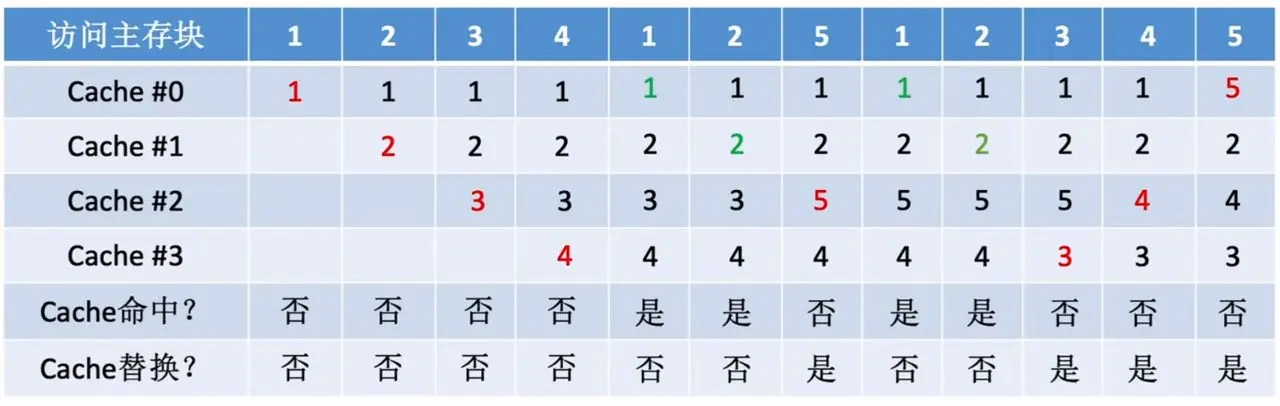 访问主存块 1 2 3 4 1 2 5 1 2 3 4 5
Cache #0 1 1 1 1 1 1 1 1 1 1 1 5
Cache #1 2 2 2 2 2 2 2 2 2 2 2
Cache #2 3 3 3 3 5 5 5 5 4 4
Cache #3 4 4 4 4 4 4 3 3 3
Cache命中? 否 否 否 否 是 是 否 是 是 否 否 否
Cache替换? 否 否 否 否 否 否 是 否 否 是 是 是